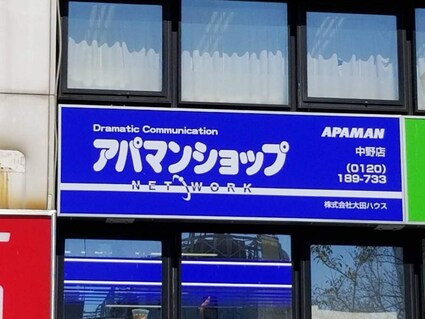 Dramatic Communication
アパマンショップ
NETWORK
APAMAN
中野店
(0120)
189-733
株式会社大田ハウス